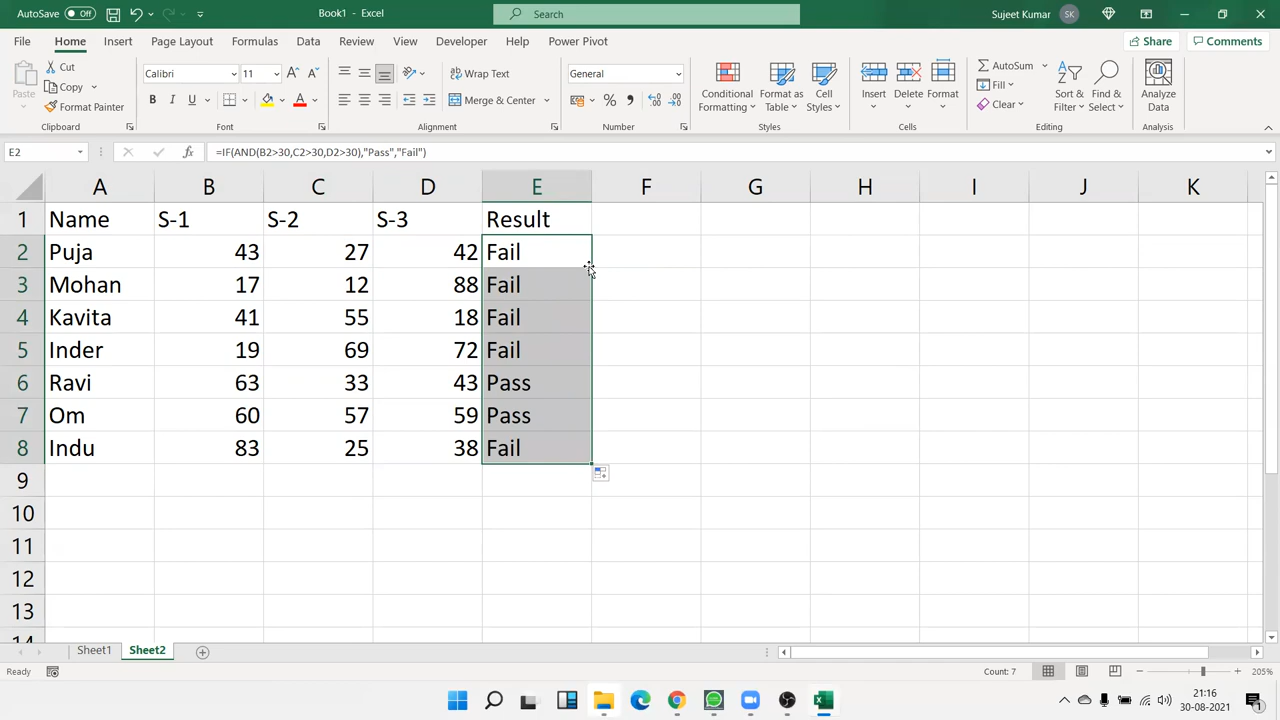 AutoSave Off Book1 - Excel Search Sujeet Kumar SK
File Home Insert Page Layout Formulas Data Review View Developer Help Power Pivot Share Comments
Paste Cut Copy Format Painter Clipboard
Calibri 11 B I U A Font
Wrap Text Merge & Center Alignment
General % Number
Conditional Formatting Format as Table Cell Styles Styles
Insert Delete Format Cells
AutoSum Fill Clear Sort & Filter Find & Select Editing
Analyze Data Analysis
E2 fx =IF(AND(B2>30,C2>30,D2>30),"Pass","Fail")
A B C D E F G H I J K
1 Name S-1 S-2 S-3 Result
2 Puja 43 27 42 Fail
3 Mohan 17 12 88 Fail
4 Kavita 41 55 18 Fail
5 Inder 19 69 72 Fail
6 Ravi 63 33 43 Pass
7 Om 60 57 59 Pass
8 Indu 83 25 38 Fail
9
10
11
12
13
14
Sheet1 Sheet2
Ready Count: 7 205%
ENG 21:16
30-08-2021 1